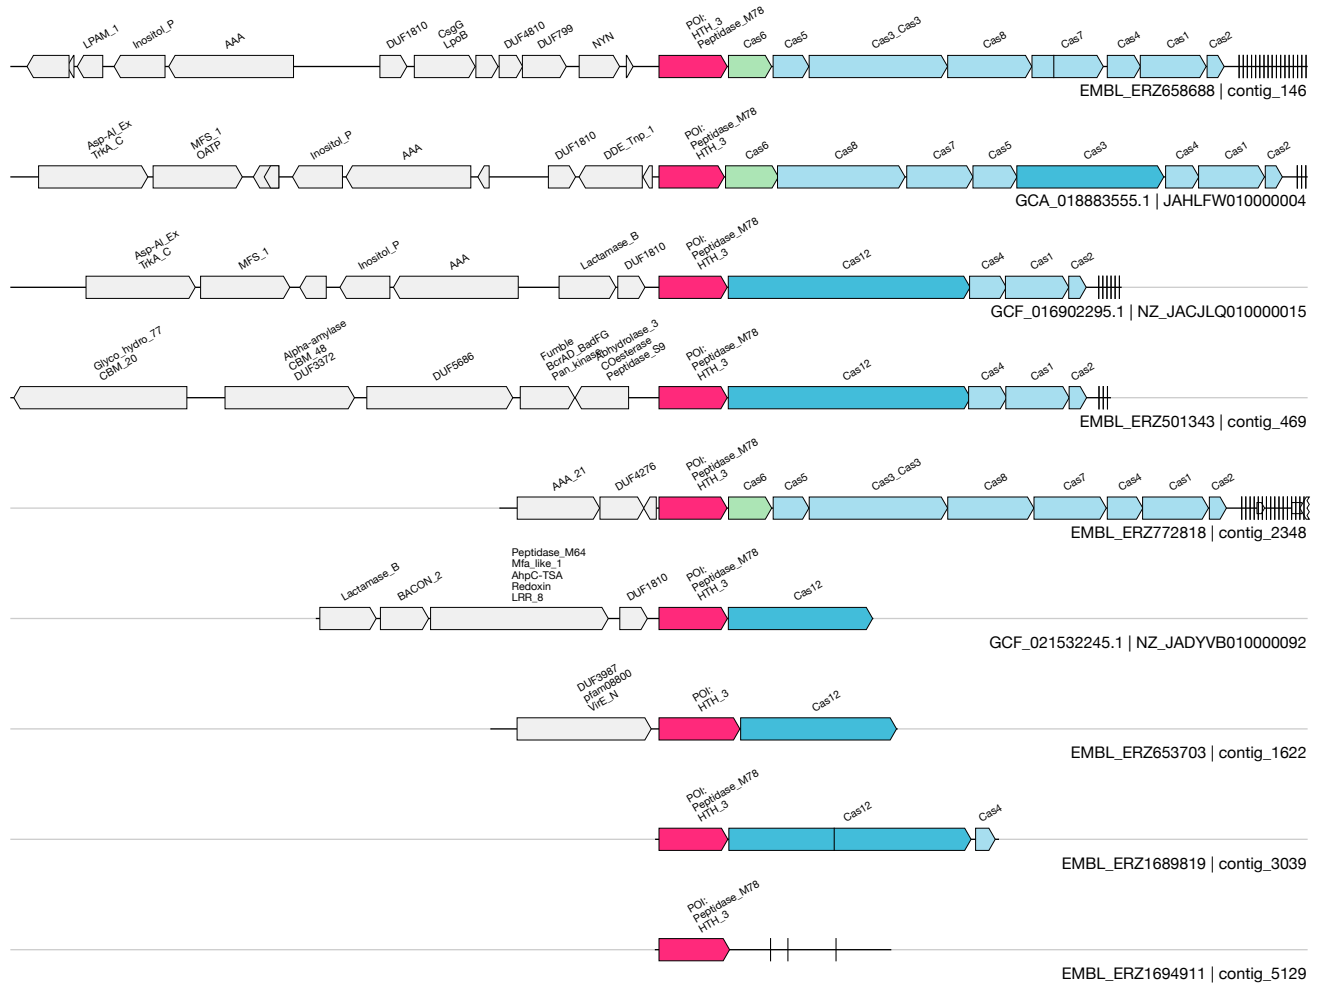 LPAM_1
Inositol_P
AAA
DUF1810
CsgG
LpoB
DUF4810
DUF799
NYN
POI:
HTH_3
Peptidase_M78
Cas6
Cas5
Cas3_Cas3
Cas8
Cas7
Cas4
Cas1
Cas2
EMBL_ERZ658688 | contig_146
Asp-Al_Ex
TrkA_C
MFS_1
OATP
Inositol_P
AAA
DUF1810
DDE_Tnp_1
POI:
Peptidase_M78
HTH_3
Cas6
Cas8
Cas7
Cas5
Cas3
Cas4
Cas1
Cas2
GCA_018883555.1 | JAHLFW010000004
Asp-Al_Ex
TrkA_C
MFS_1
Inositol_P
AAA
Lactamase_B
DUF1810
POI:
Peptidase_M78
HTH_3
Cas12
Cas4
Cas1
Cas2
GCF_016902295.1 | NZ_JACJLQ010000015
Glyco_hydro_77
CBM_20
Alpha-amylase
CBM_48
DUF3372
DUF5686
Fumble
BcrAD_BadFG
Pan_kinase
Abhydrolase_3
COesterase
Peptidase_S9
POI:
Peptidase_M78
HTH_3
Cas12
Cas4
Cas1
Cas2
EMBL_ERZ501343 | contig_469
AAA_21
DUF4276
POI:
Peptidase_M78
HTH_3
Cas6
Cas5
Cas3_Cas3
Cas8
Cas7
Cas4
Cas1
Cas2
EMBL_ERZ772818 | contig_2348
Lactamase_B
BACON_2
Peptidase_M64
Mfa_like_1
AhpC-TSA
Redoxin
LRR_8
DUF1810
POI:
Peptidase_M78
HTH_3
Cas12
GCF_021532245.1 | NZ_JADYVB010000092
DUF3987
pfam08800
VirE_N
POI:
HTH_3
Cas12
EMBL_ERZ653703 | contig_1622
POI:
Peptidase_M78
HTH_3
Cas12
Cas4
EMBL_ERZ1689819 | contig_3039
POI:
Peptidase_M78
HTH_3
EMBL_ERZ1694911 | contig_5129